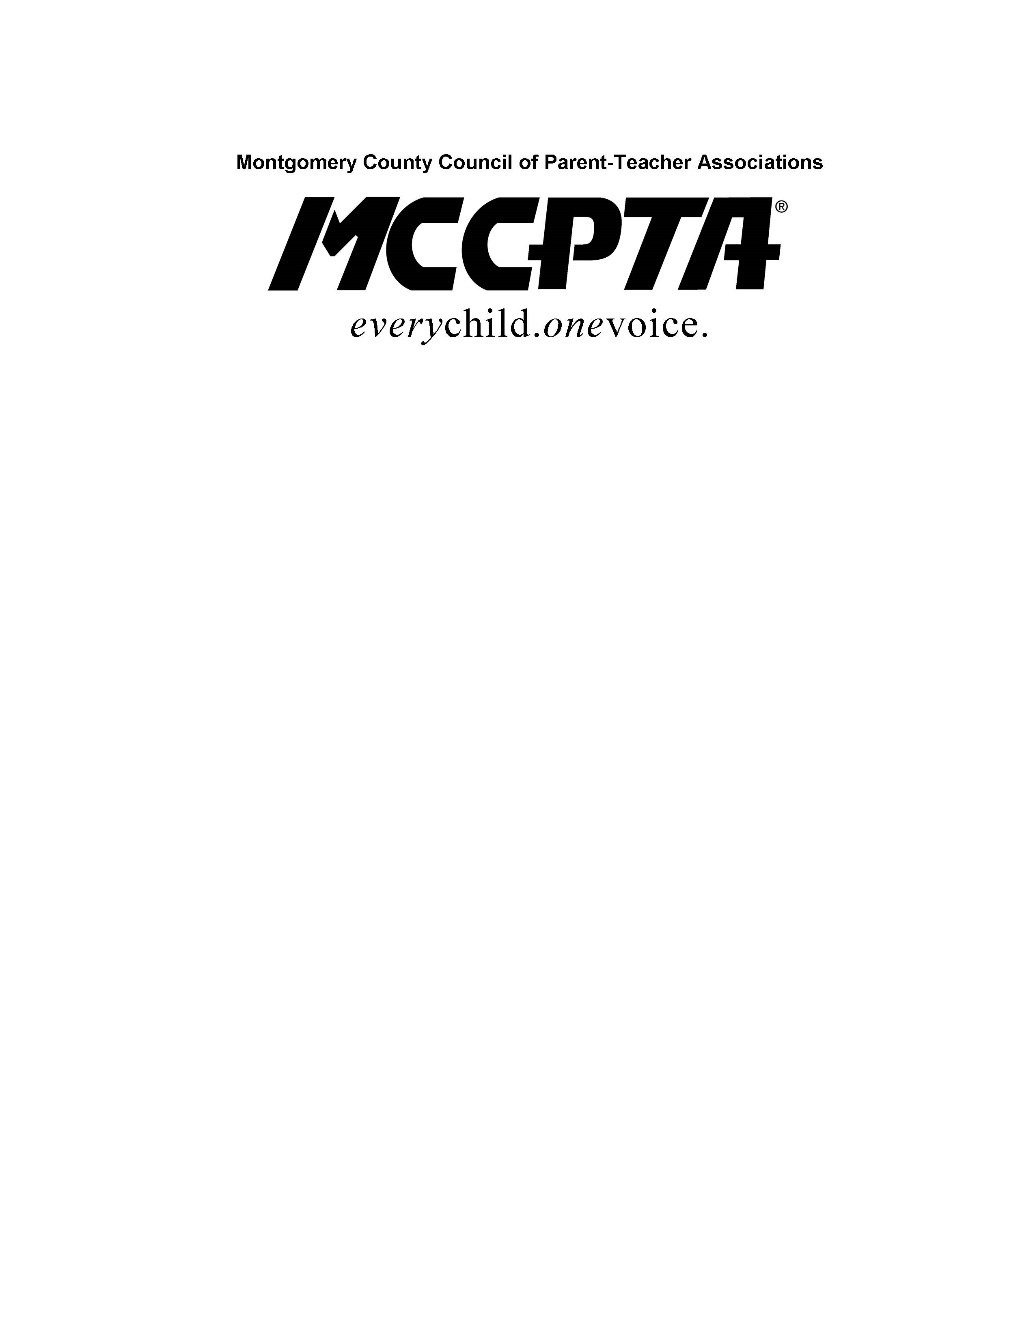 Montgomery County Council of Parent-Teacher Associations
MCCPTA®
everychild.onevoice.